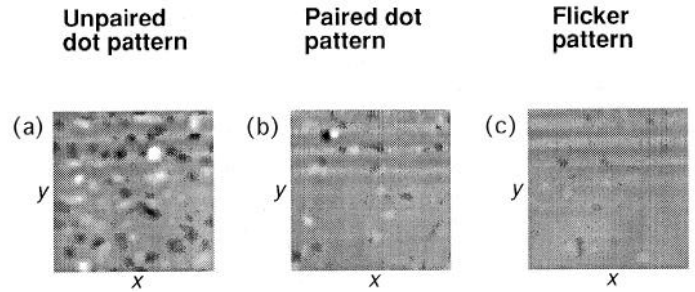 Unpaired
dot pattern
Paired dot
pattern
Flicker
pattern
(a)
(b)
(c)
y
y
y
x
x
x